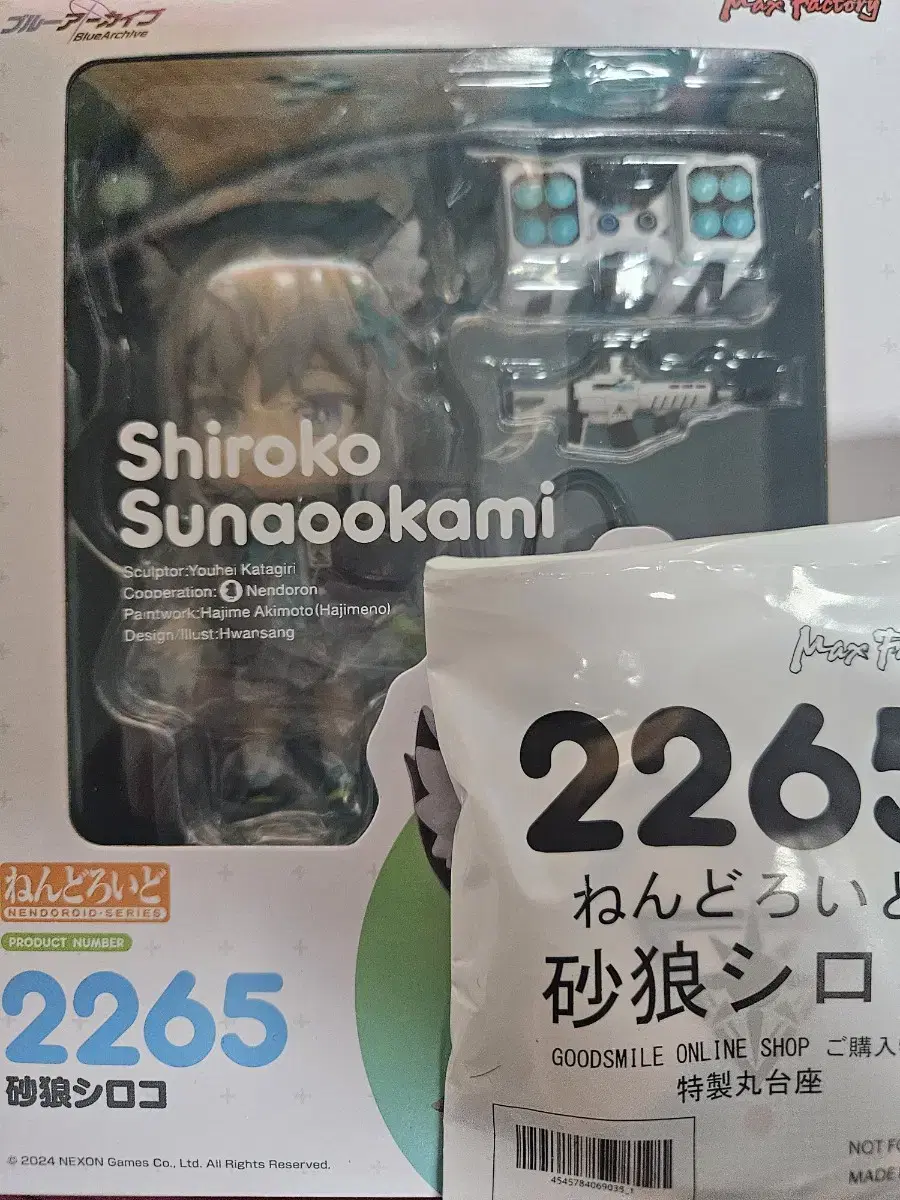 ブルーアーカイブ
BlueArchive
Max Factory
Shiroko
Sunaookami
Sculptor:Youhei Katagiri
Cooperation: Nendoron
Paintwork:Hajime Akimoto(Hajimeno)
Design/Illust:Hwansang
ねんどろいど
NENDOROID·SERIES
PRODUCT NUMBER
2265
砂狼シロコ
© 2024 NEXON Games Co., Ltd. All Rights Reserved.
Max
2265
ねんどろいど
砂狼シロ
GOODSMILE ONLINE SHOP ご購入
特製丸台座
4545784069035_1
NOT
MADE